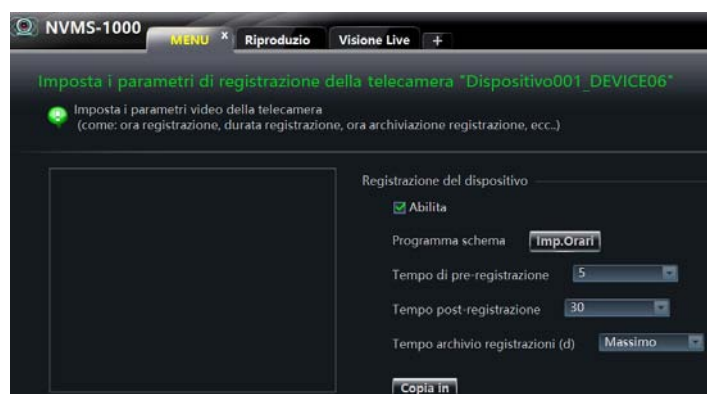 NVMS-1000
MENU x Riproduzio Visione Live +
Imposta i parametri di registrazione della telecamera "Dispositivo001_DEVICE06"
Imposta i parametri video della telecamera
(come: ora registrazione, durata registrazione, ora archiviazione registrazione, ecc..)
Registrazione del dispositivo
Abilita
Programma schema Imp.Orari
Tempo di pre-registrazione 5
Tempo post-registrazione 30
Tempo archivio registrazioni (d) Massimo
Copia in